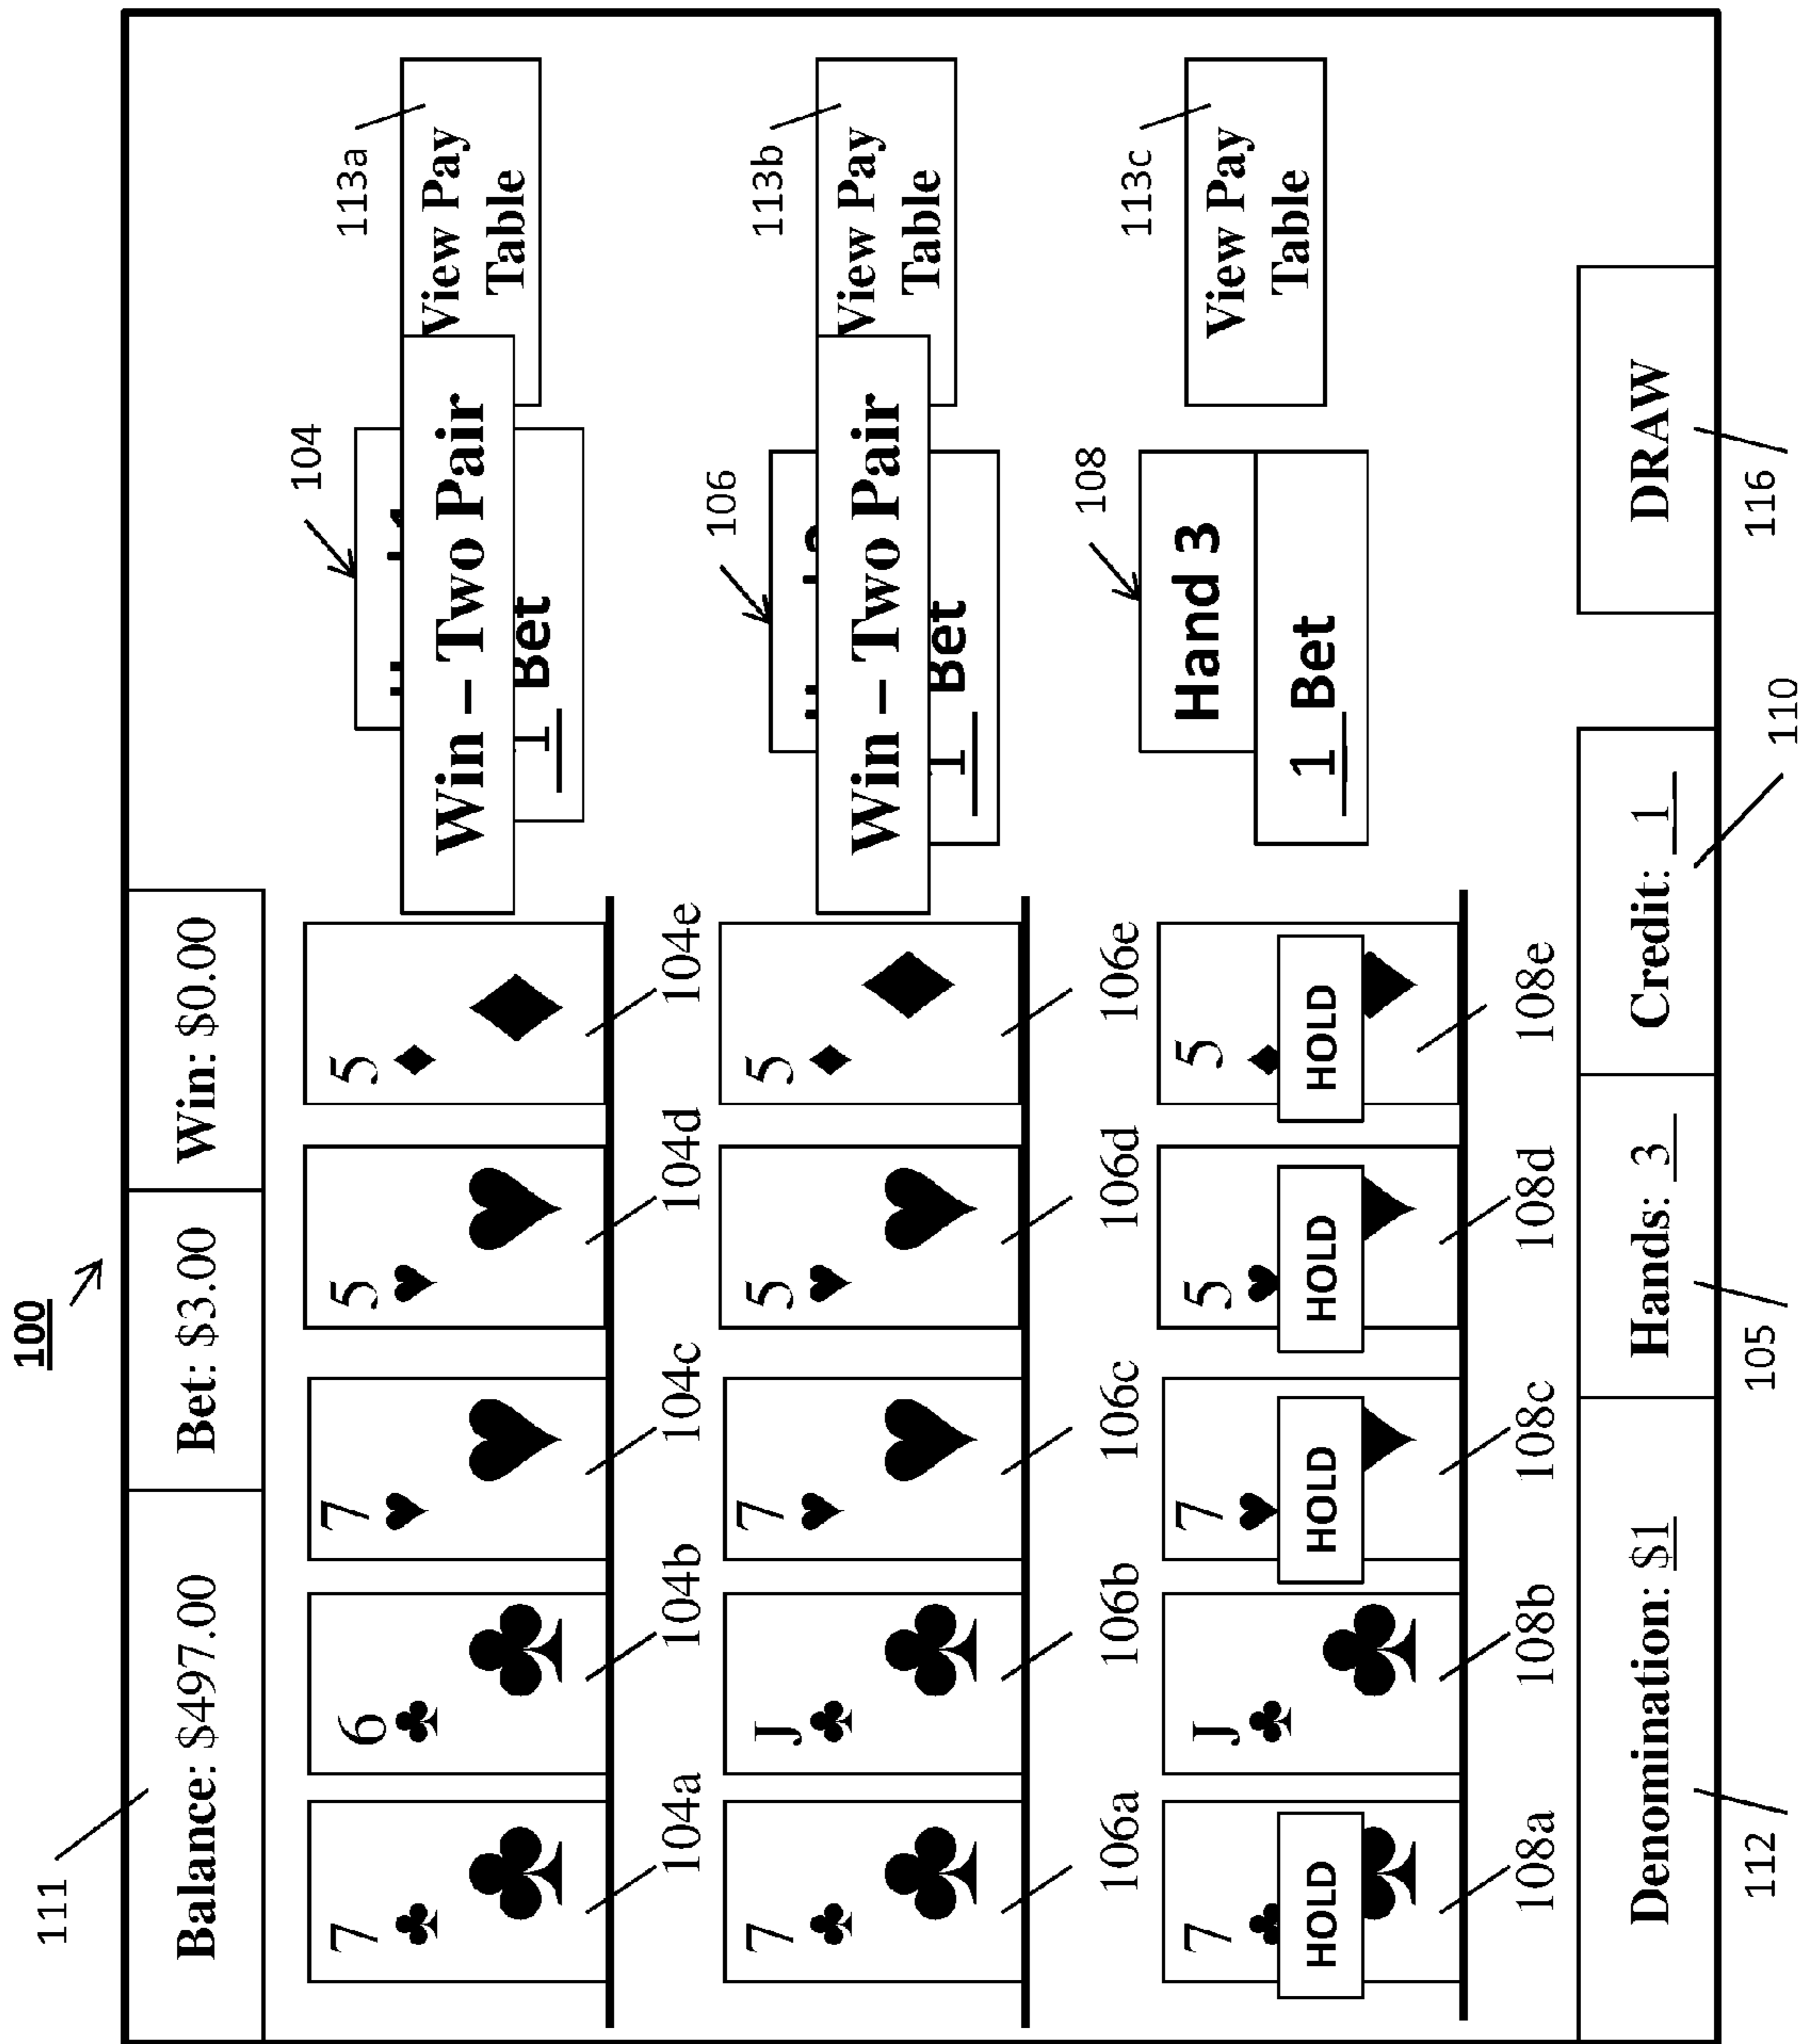 100
111
Balance: $497.00
Bet: $3.00
Win: $0.00
7
6
7
5
5
104
Win – Two Pair
1 Bet
113a
View Pay
Table
104a
104b
104c
104d
104e
7
J
7
5
5
106
Win – Two Pair
1 Bet
113b
View Pay
Table
106a
106b
106c
106d
106e
7
J
7
5
5
HOLD
HOLD
HOLD
HOLD
108
Hand 3
1 Bet
113c
View Pay
Table
108a
108b
108c
108d
108e
Denomination: $1
Hands: 3
Credit: 1
DRAW
112
105
110
116